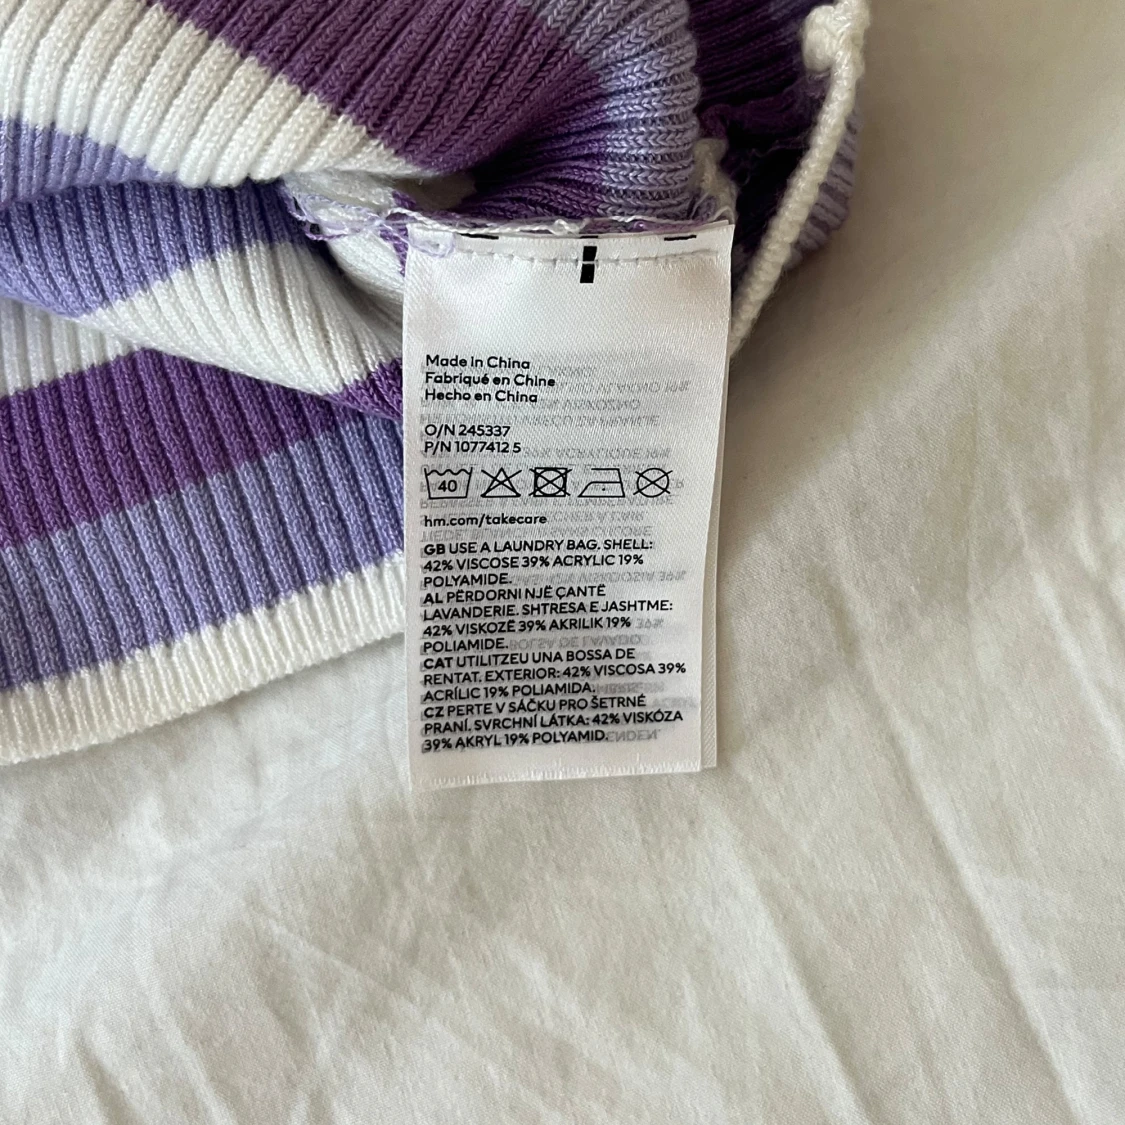 Made in China
Fabriqué en Chine
Hecho en China
O/N 245337
P/N 1077412 5
40
hm.com/takecare
GB USE A LAUNDRY BAG. SHELL:
42% VISCOSE 39% ACRYLIC 19%
POLYAMIDE.
AL PËRDORNI NJË ÇANTË
LAVANDERIE. SHTRESA E JASHTME:
42% VISKOZË 39% AKRILIK 19%
POLIAMIDE.
CAT UTILITZEU UNA BOSSA DE
RENTAT. EXTERIOR: 42% VISCOSA 39%
ACRÍLIC 19% POLIAMIDA.
CZ PERTE V SÁČKU PRO ŠETRNÉ
PRANÍ. SVRCHNÍ LÁTKA: 42% VISKÓZA
39% AKRYL 19% POLYAMID.